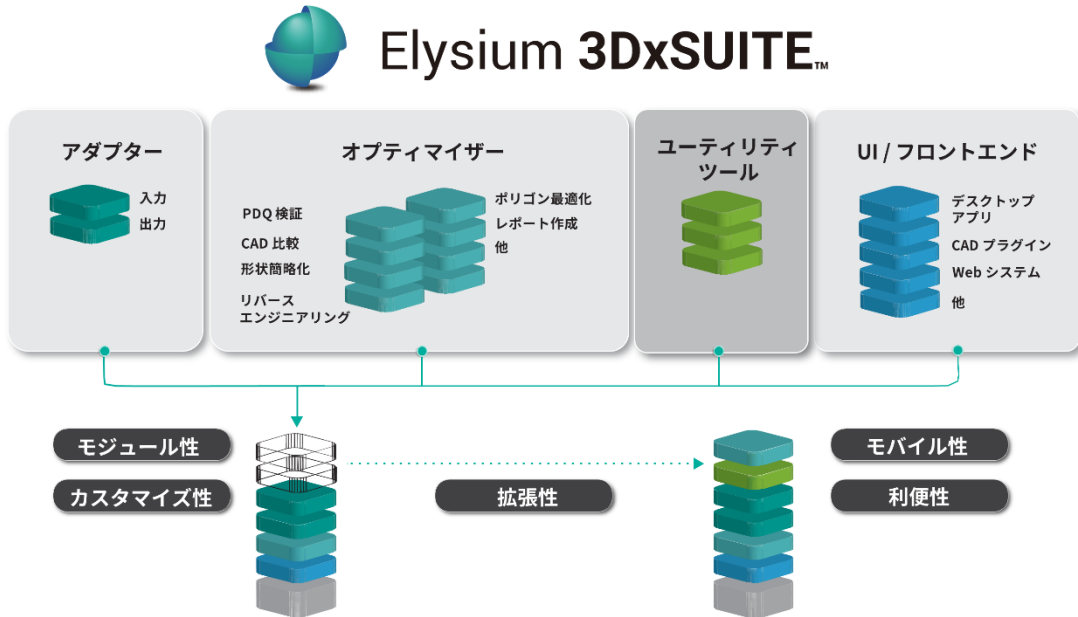 Elysium 3DxSUITE™
アダプター
入力
出力
オプティマイザー
PDQ 検証
CAD 比較
形状簡略化
リバース
エンジニアリング
ポリゴン最適化
レポート作成
他
ユーティリティ
ツール
UI / フロントエンド
デスクトップ
アプリ
CAD プラグイン
Web システム
他
モジュール性
カスタマイズ性
拡張性
モバイル性
利便性